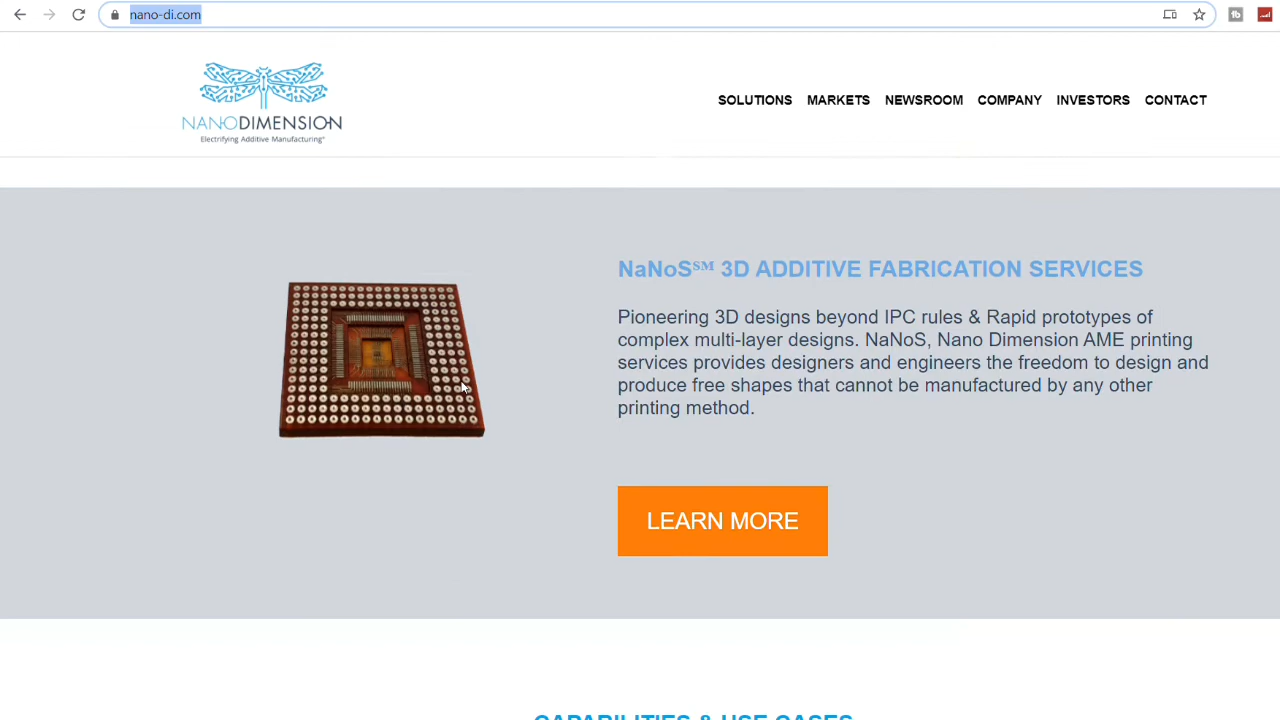 nano-di.com
NANODIMENSION
Electrifying Additive Manufacturing®
SOLUTIONS MARKETS NEWSROOM COMPANY INVESTORS CONTACT
NaNoS℠ 3D ADDITIVE FABRICATION SERVICES
Pioneering 3D designs beyond IPC rules & Rapid prototypes of
complex multi-layer designs. NaNoS, Nano Dimension AME printing
services provides designers and engineers the freedom to design and
produce free shapes that cannot be manufactured by any other
printing method.
LEARN MORE
CAPABILITIES & USE CASES